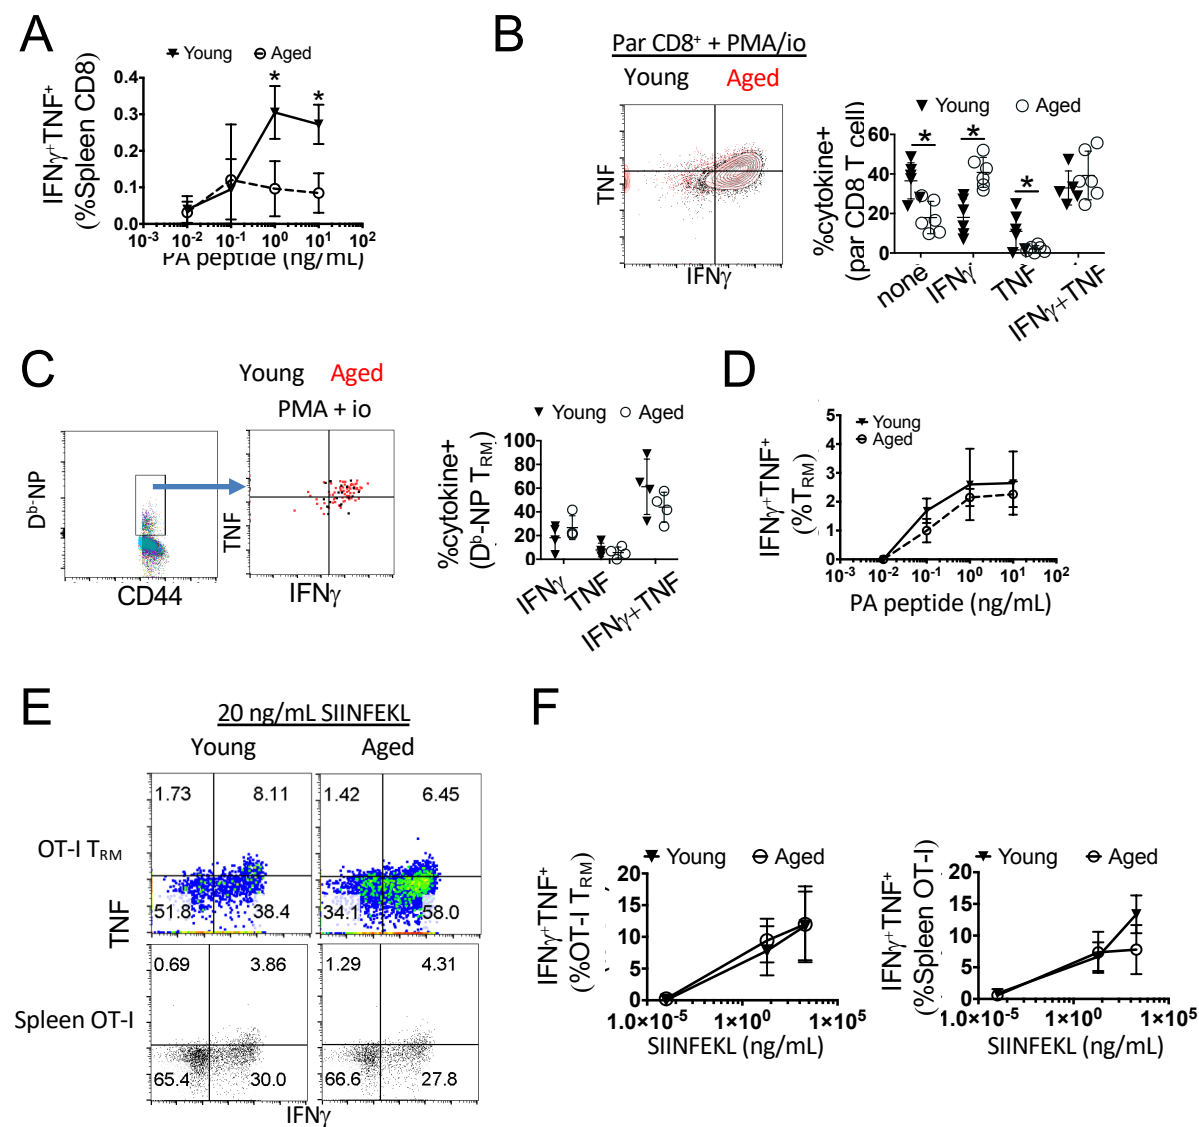 A
Young Aged
IFNγ+TNF+
(%Spleen CD8)
0.4
0.3
0.2
0.1
0.0
* *
10-3 10-2 10-1 100 101 102
PA peptide (ng/mL)
B
Par CD8+ + PMA/io
Young Aged
TNF
IFNγ
Young Aged
%cytokine+
(par CD8 T cell)
60
40
20
0
* * *
none IFNγ TNF IFNγ+TNF
C
Young Aged
PMA + io
Db-NP
CD44
TNF
IFNγ
Young Aged
%cytokine+
(Db-NP TRM)
100
80
60
40
20
0
IFNγ TNF IFNγ+TNF
D
Young
Aged
IFNγ+TNF+
(%TRM)
5
4
3
2
1
0
10-3 10-2 10-1 100 101 102
PA peptide (ng/mL)
E
20 ng/mL SIINFEKL
Young Aged
OT-I TRM
1.73 8.11 1.42 6.45
51.8 38.4 34.1 58.0
TNF
Spleen OT-I
0.69 3.86 1.29 4.31
65.4 30.0 66.6 27.8
IFNγ
F
Young Aged
IFNγ+TNF+
(%OT-I TRM)
20
15
10
5
0
1.0×10-5 1×100 1×105
SIINFEKL (ng/mL)
Young Aged
IFNγ+TNF+
(%Spleen OT-I)
20
15
10
5
0
1.0×10-5 1×100 1×105
SIINFEKL (ng/mL)